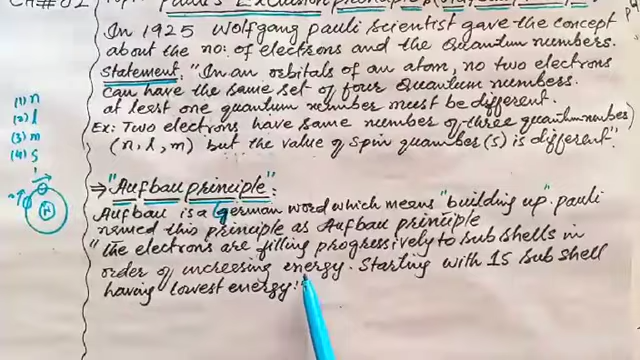 CH#02 Topic Pauli's Exclusion principle
In 1925 Wolfgang pauli scientist gave the concept
about the no: of electrons and the Quantum numbers.
Statement: "In an orbitals of an atom, no two electrons
can have the same set of four Quantum numbers.
at least one quantum number must be different.
Ex: Two electrons have same number of three quantum number)
(n, l, m) but the value of spin quamber (s) is different".
(1) n
(2) l
(3) m
(4) s
N
⇒ "Aufbau principle":
Aufbau is a German word which means "building up". pauli
named this principle as Aufbau principle
"The electrons are filling progressively to sub shells in
order of increasing energy. Starting with 1S sub shell
having lowest energy."